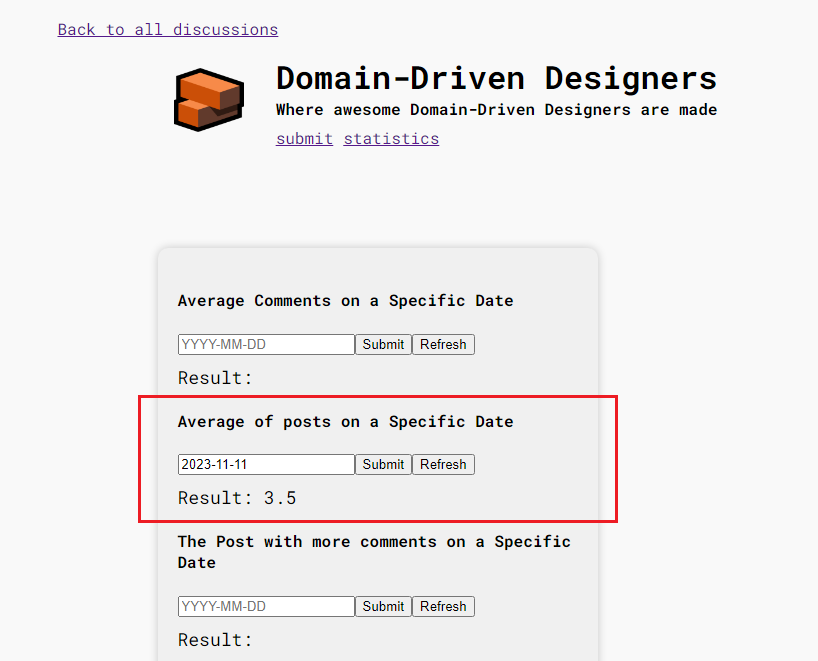 Back to all discussions
Domain-Driven Designers
Where awesome Domain-Driven Designers are made
submit statistics
Average Comments on a Specific Date
YYYY-MM-DD Submit Refresh
Result:
Average of posts on a Specific Date
2023-11-11 Submit Refresh
Result: 3.5
The Post with more comments on a Specific
Date
YYYY-MM-DD Submit Refresh
Result: